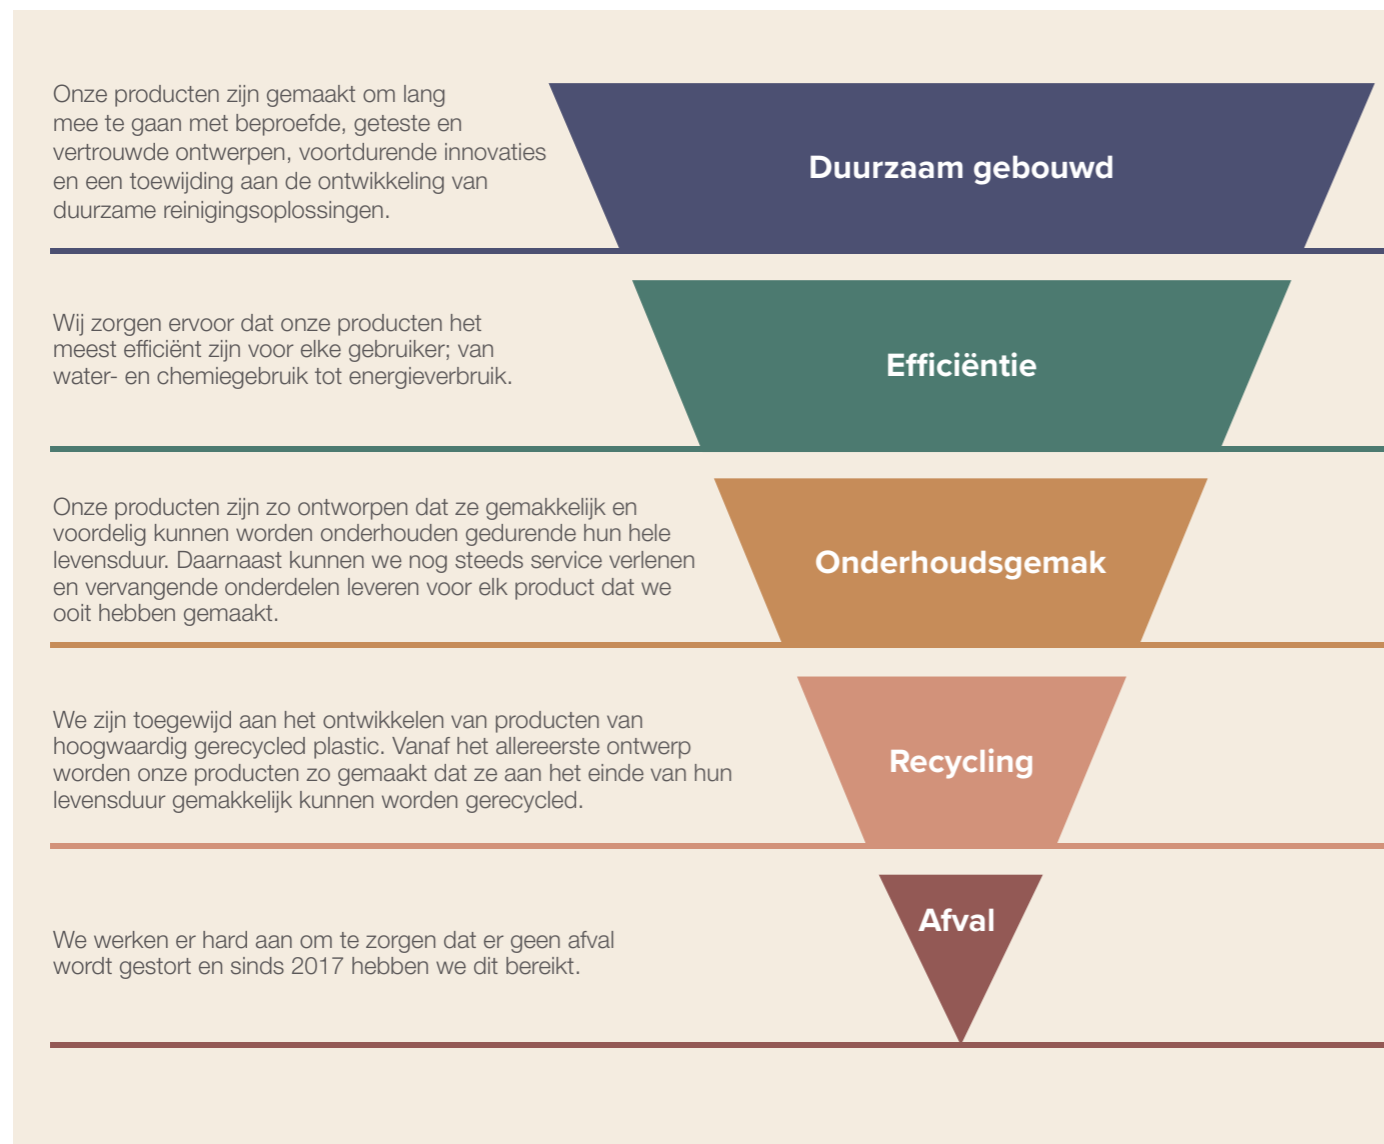 Onze producten zijn gemaakt om lang
mee te gaan met beproefde, geteste en
vertrouwde ontwerpen, voortdurende innovaties
en een toewijding aan de ontwikkeling van
duurzame reinigingsoplossingen.
Duurzaam gebouwd
Wij zorgen ervoor dat onze producten het
meest efficiënt zijn voor elke gebruiker; van
water- en chemiegebruik tot energieverbruik.
Efficiëntie
Onze producten zijn zo ontworpen dat ze gemakkelijk en
voordelig kunnen worden onderhouden gedurende hun hele
levensduur. Daarnaast kunnen we nog steeds service verlenen
en vervangende onderdelen leveren voor elk product dat we
ooit hebben gemaakt.
Onderhoudsgemak
We zijn toegewijd aan het ontwikkelen van producten van
hoogwaardig gerecycled plastic. Vanaf het allereerste ontwerp
worden onze producten zo gemaakt dat ze aan het einde van hun
levensduur gemakkelijk kunnen worden gerecycled.
Recycling
We werken er hard aan om te zorgen dat er geen afval
wordt gestort en sinds 2017 hebben we dit bereikt.
Afval